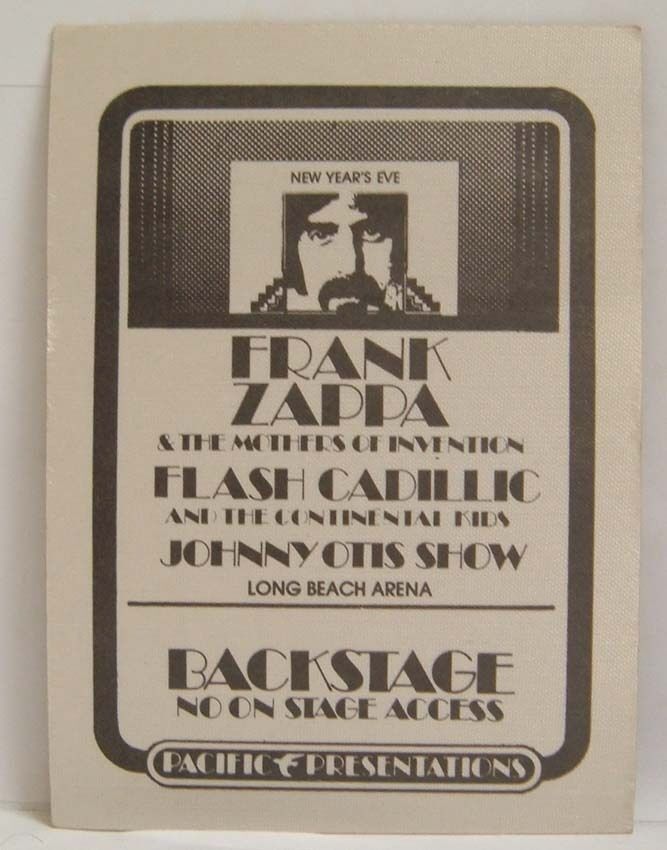 NEW YEAR'S EVE
FRANK
ZAPPA
& THE MOTHERS OF INVENTION
FLASH CADILLIC
AND THE CONTINENTAL KIDS
JOHNNY OTIS SHOW
LONG BEACH ARENA
BACKSTAGE
NO ON STAGE ACCESS
PACIFIC PRESENTATIONS